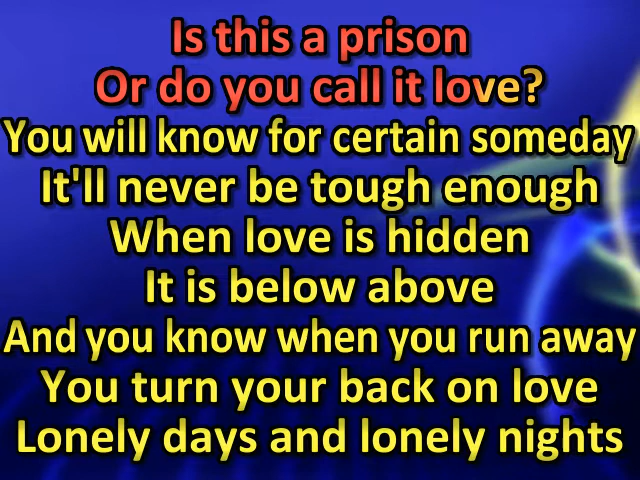 Is this a prison
Or do you call it love?
You will know for certain someday
It'll never be tough enough
When love is hidden
It is below above
And you know when you run away
You turn your back on love
Lonely days and lonely nights